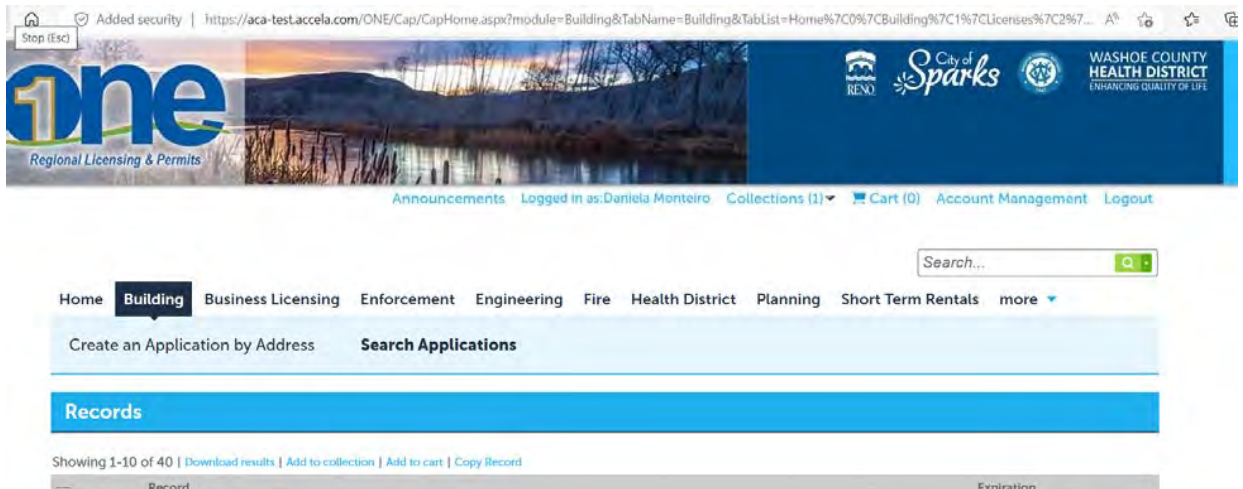 Added security | https://aca-test.accela.com/ONE/Cap/CapHome.aspx?module=Building&TabName=Building&TabList=Home%7C0%7CBuilding%7C1%7CLicenses%7C2%7...
Stop (Esc)
one
Regional Licensing & Permits
RENO
City of Sparks
WASHOE COUNTY
HEALTH DISTRICT
ENHANCING QUALITY OF LIFE
Announcements Logged in as:Daniela Monteiro Collections (1) Cart (0) Account Management Logout
Search...
Home Building Business Licensing Enforcement Engineering Fire Health District Planning Short Term Rentals more
Create an Application by Address Search Applications
Records
Showing 1-10 of 40 | Download results | Add to collection | Add to cart | Copy Record
Record Expiration